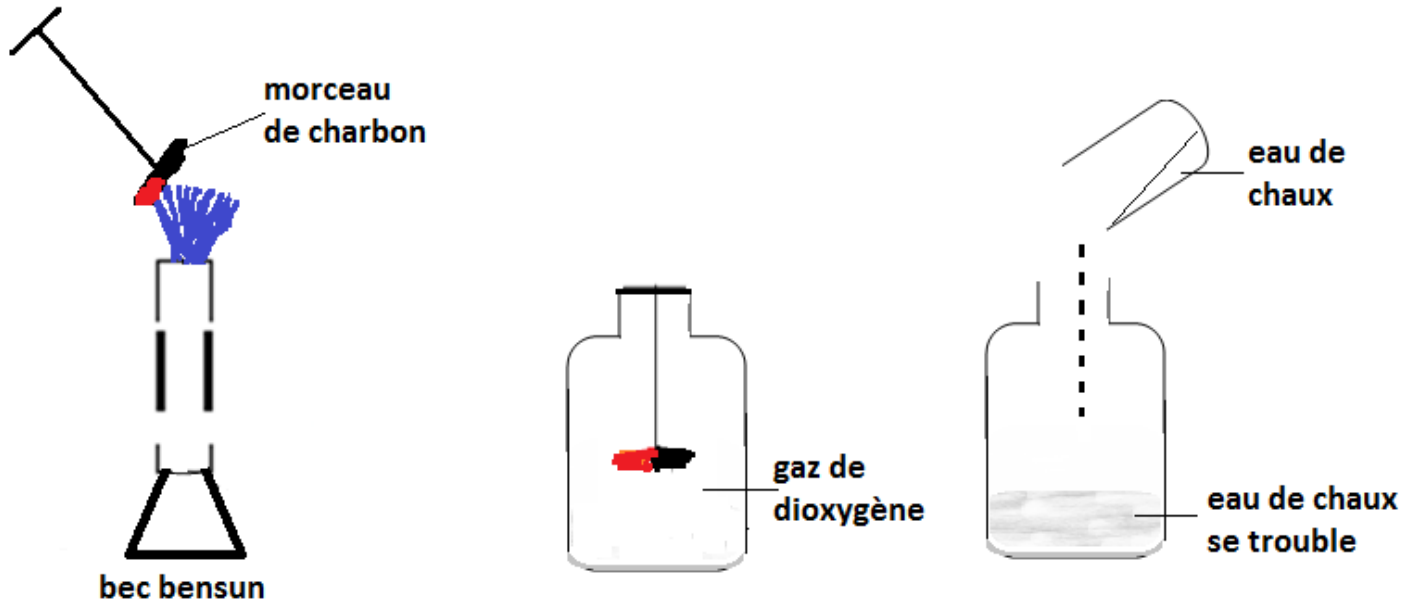 morceau
de charbon
bec bensun
gaz de
dioxygène
eau de
chaux
eau de chaux
se trouble